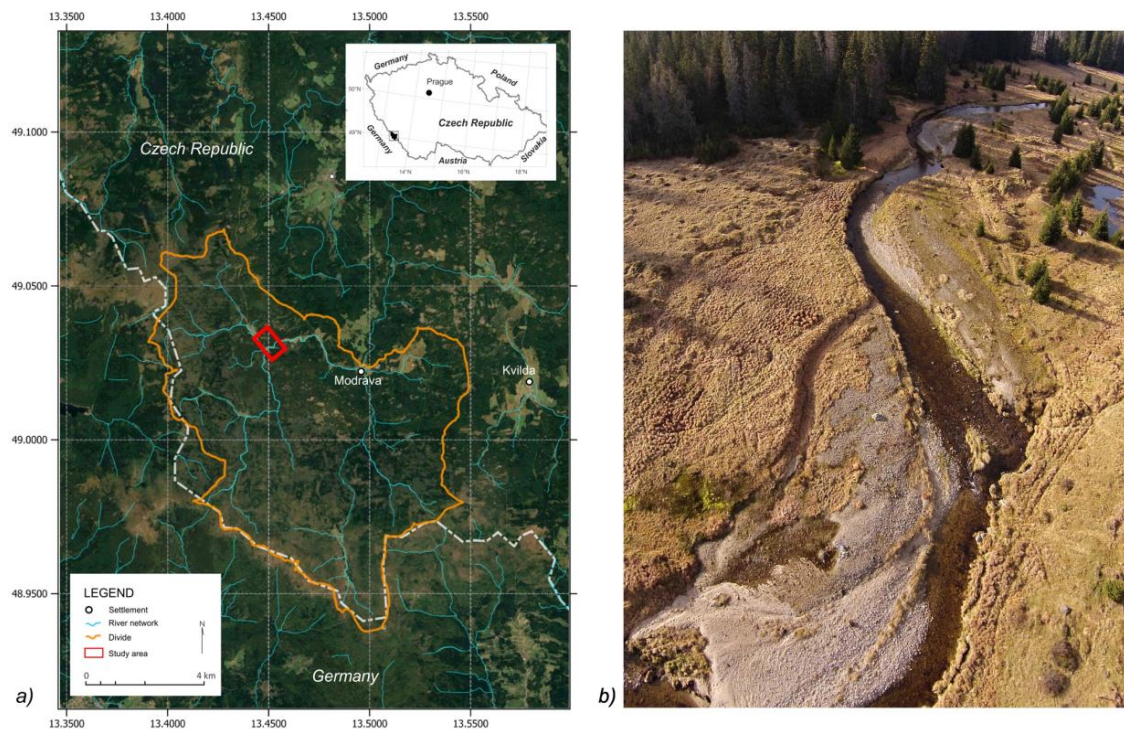 13.3500 13.4000 13.4500 13.5000 13.5500
49.1000
49.0500
49.0000
48.9500
Czech Republic
Germany
Poland
Prague
50°N
Czech Republic
49°N
Germany
Slovakia
Austria
14°N
16°N
18°N
Modrava
Kvilda
LEGEND
Settlement
River network
Divide
Study area
N
0 4 km
Germany
a)
b)
13.3500 13.4000 13.4500 13.5000 13.5500